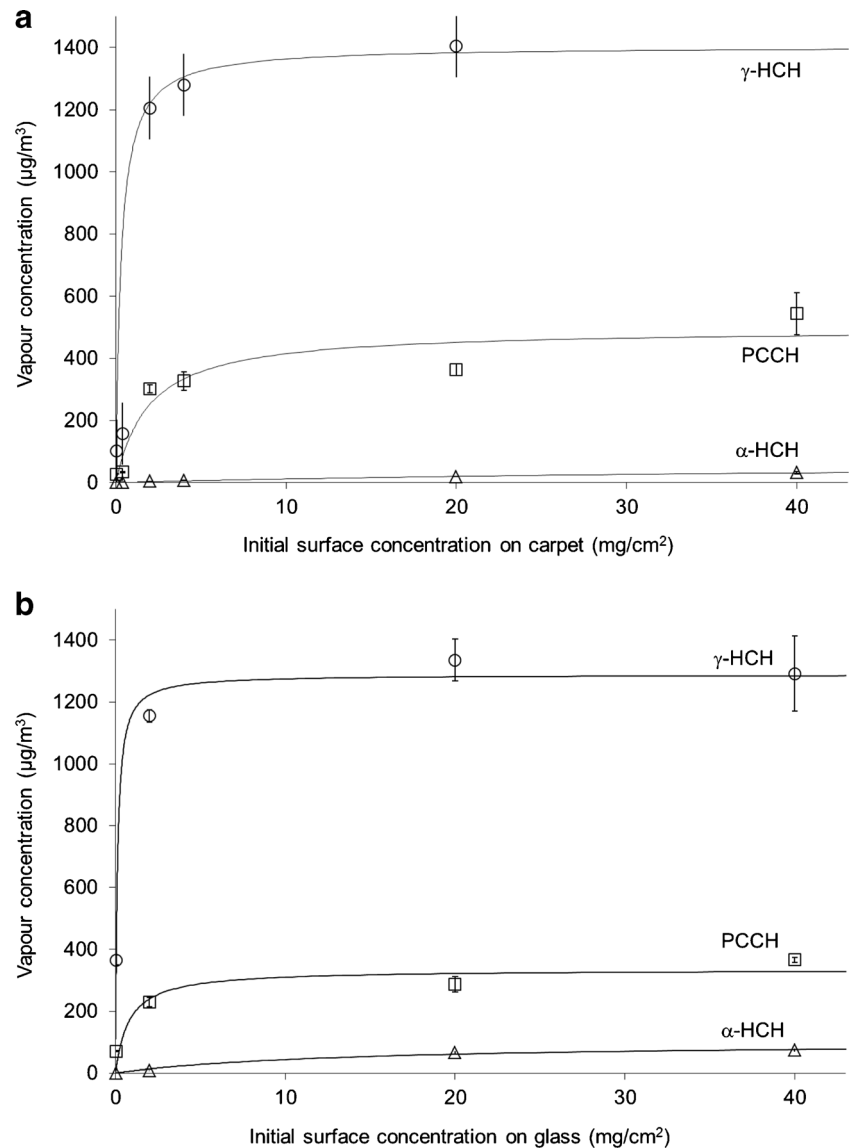 a
Vapour concentration (µg/m³)
1400
1200
1000
800
600
400
200
0
γ-HCH
PCCH
α-HCH
0 10 20 30 40
Initial surface concentration on carpet (mg/cm²)
b
Vapour concentration (µg/m³)
1400
1200
1000
800
600
400
200
0
γ-HCH
PCCH
α-HCH
0 10 20 30 40
Initial surface concentration on glass (mg/cm²)